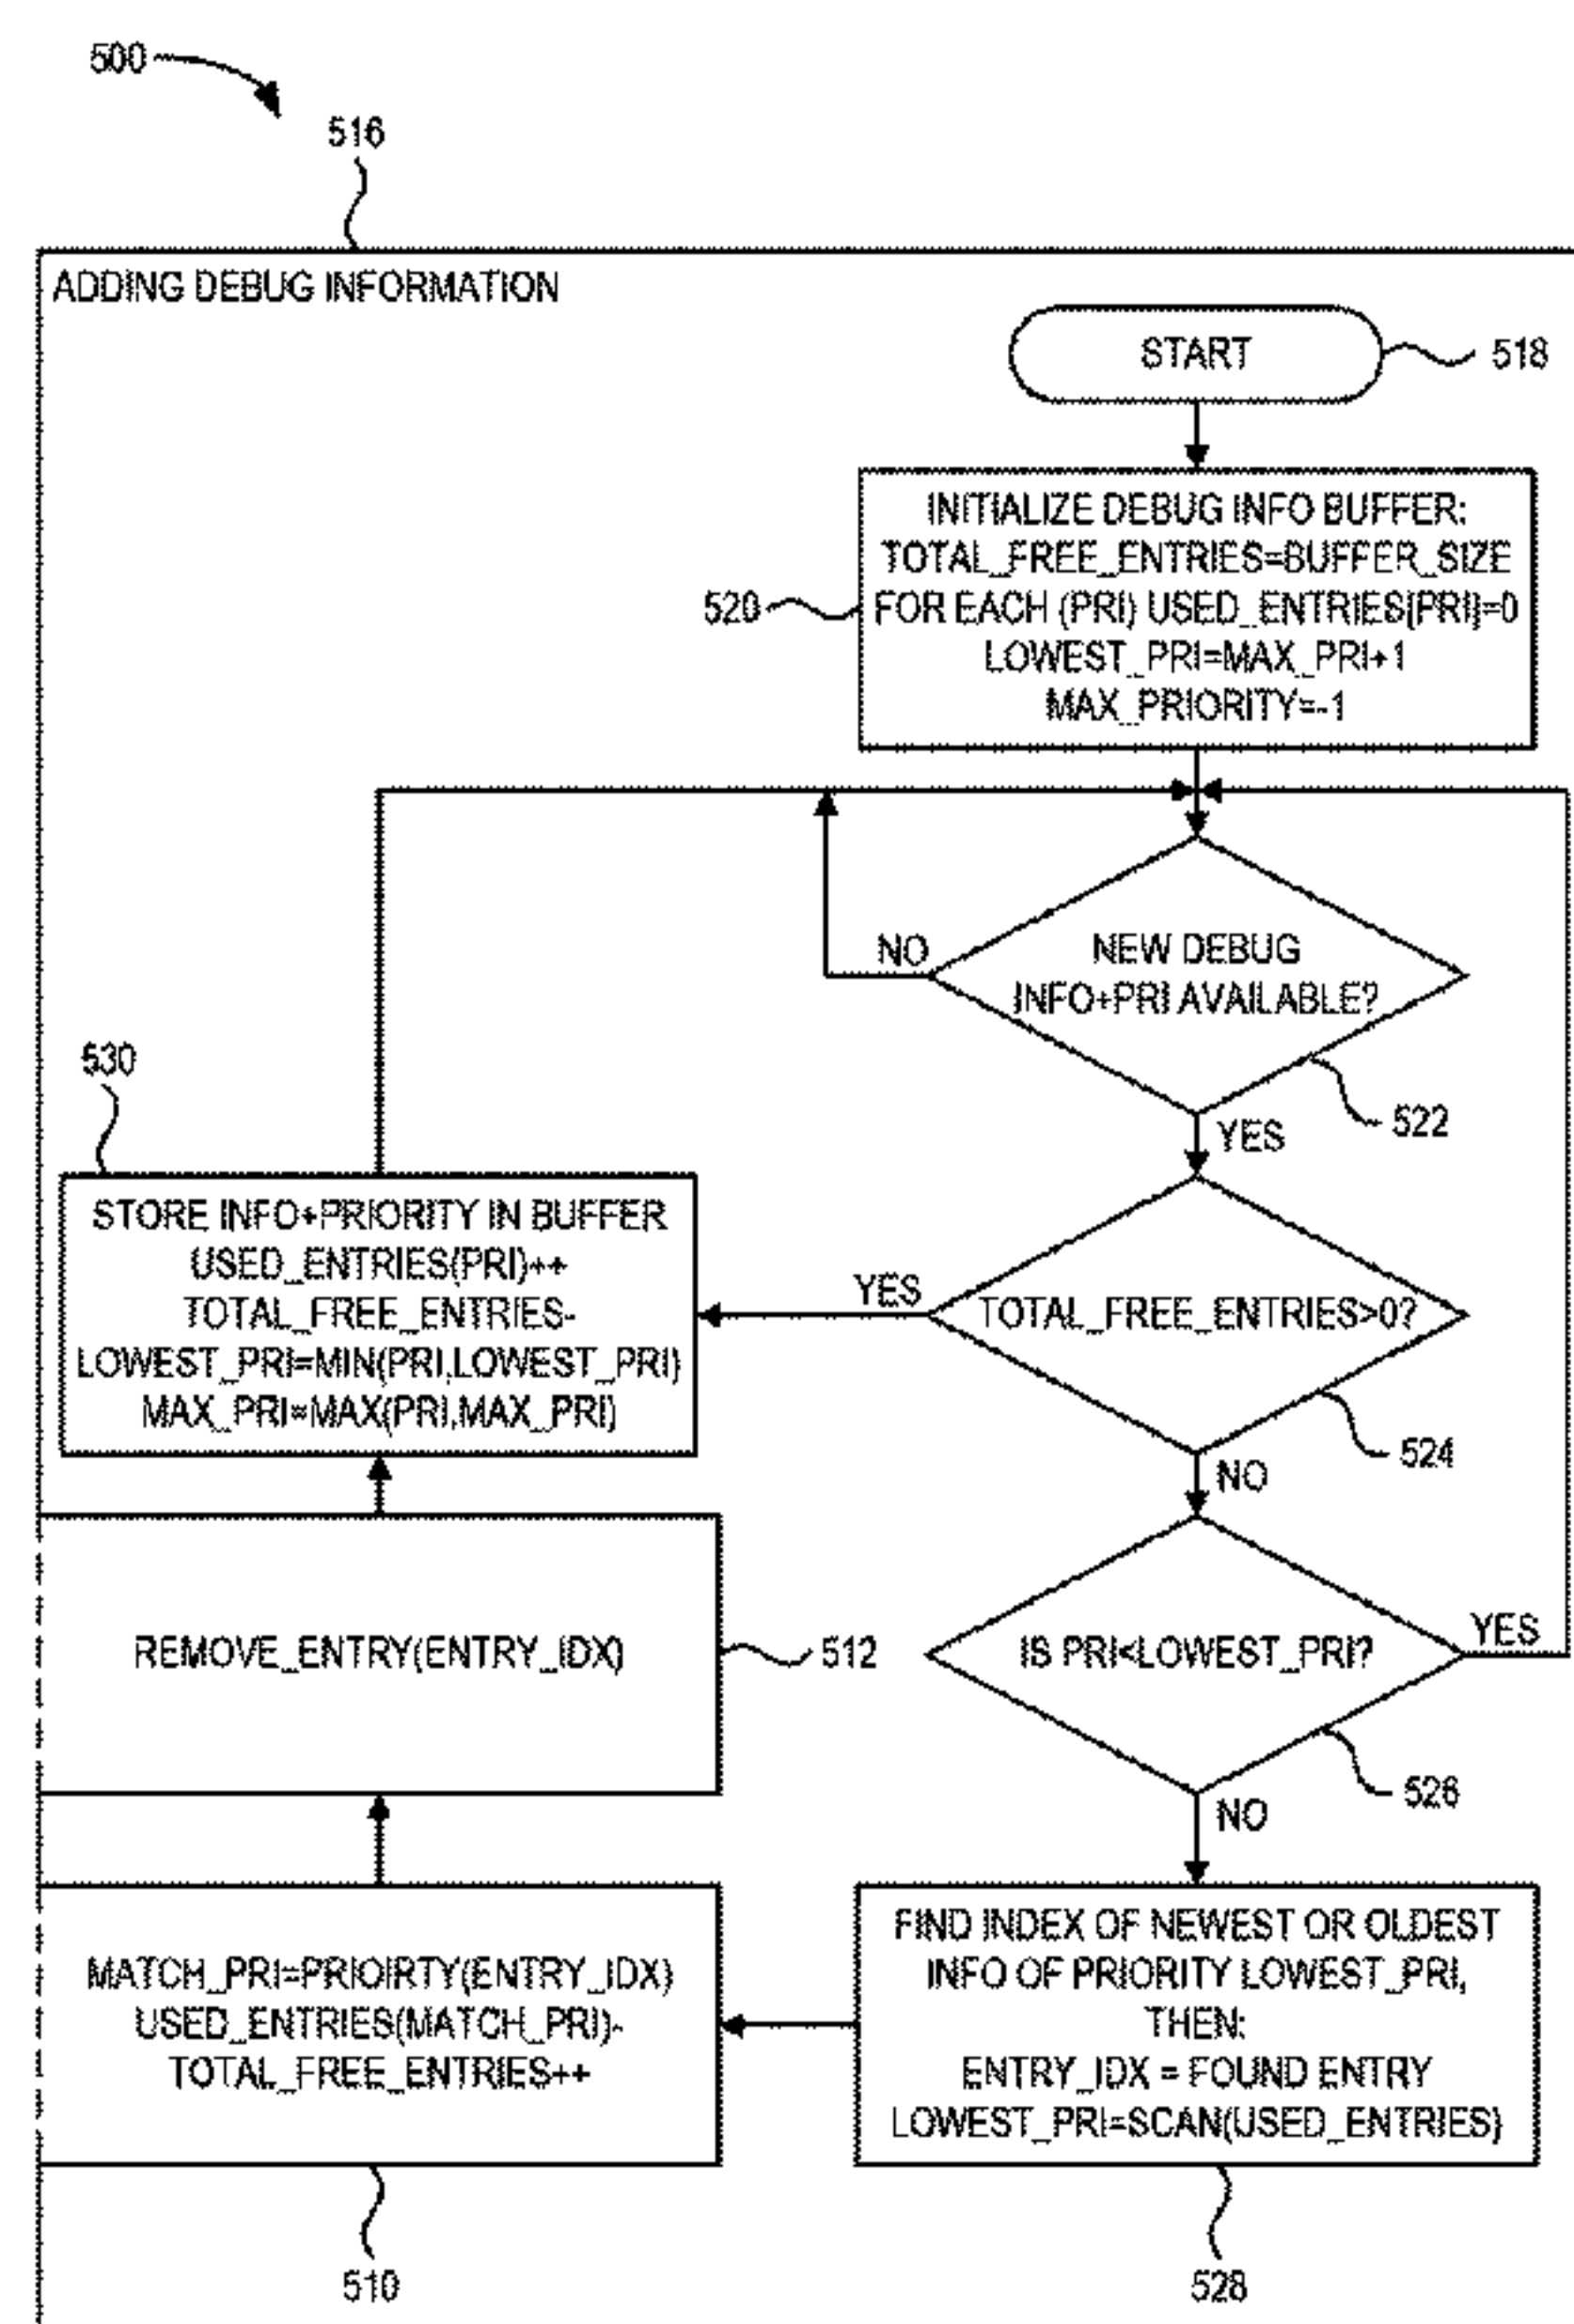 500
516
ADDING DEBUG INFORMATION
START
518
INITIALIZE DEBUG INFO BUFFER:
TOTAL_FREE_ENTRIES=BUFFER_SIZE
520
FOR EACH (PRI) USED_ENTRIES[PRI]=0
LOWEST_PRI=MAX_PRI+1
MAX_PRIORITY=-1
NO
NEW DEBUG
INFO+PRI AVAILABLE?
522
YES
530
STORE INFO+PRIORITY IN BUFFER
USED_ENTRIES(PRI)++
TOTAL_FREE_ENTRIES-
LOWEST_PRI=MIN(PRI,LOWEST_PRI)
MAX_PRI=MAX(PRI,MAX_PRI)
YES
TOTAL_FREE_ENTRIES>0?
524
NO
REMOVE_ENTRY(ENTRY_IDX)
512
IS PRI<LOWEST_PRI?
YES
526
NO
MATCH_PRI=PRIOIRTY(ENTRY_IDX)
USED_ENTRIES(MATCH_PRI)-
TOTAL_FREE_ENTRIES++
510
FIND INDEX OF NEWEST OR OLDEST
INFO OF PRIORITY LOWEST_PRI,
THEN:
ENTRY_IDX = FOUND ENTRY
LOWEST_PRI=SCAN(USED_ENTRIES)
528